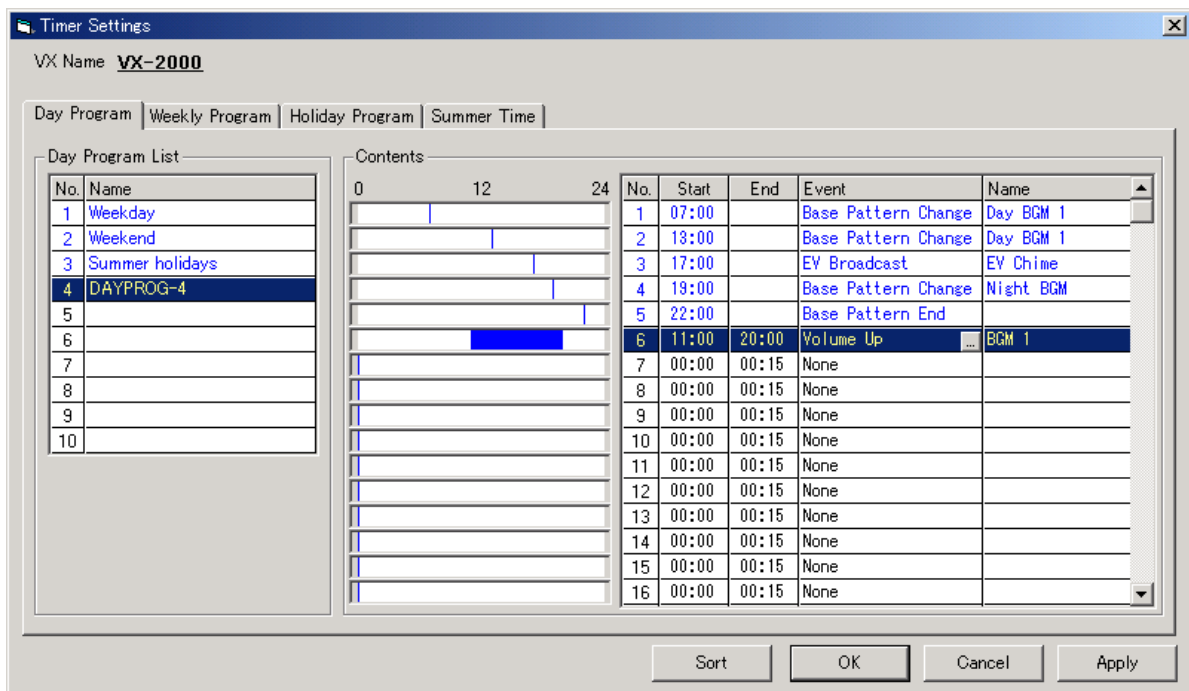 Timer Settings
VX Name VX-2000
Day Program Weekly Program Holiday Program Summer Time
Day Program List
No. Name
1 Weekday
2 Weekend
3 Summer holidays
4 DAYPROG-4
5
6
7
8
9
10
Contents
0 12 24
No. Start End Event Name
1 07:00 Base Pattern Change Day BGM 1
2 13:00 Base Pattern Change Day BGM 1
3 17:00 EV Broadcast EV Chime
4 19:00 Base Pattern Change Night BGM
5 22:00 Base Pattern End
6 11:00 20:00 Volume Up ... BGM 1
7 00:00 00:15 None
8 00:00 00:15 None
9 00:00 00:15 None
10 00:00 00:15 None
11 00:00 00:15 None
12 00:00 00:15 None
13 00:00 00:15 None
14 00:00 00:15 None
15 00:00 00:15 None
16 00:00 00:15 None
Sort OK Cancel Apply